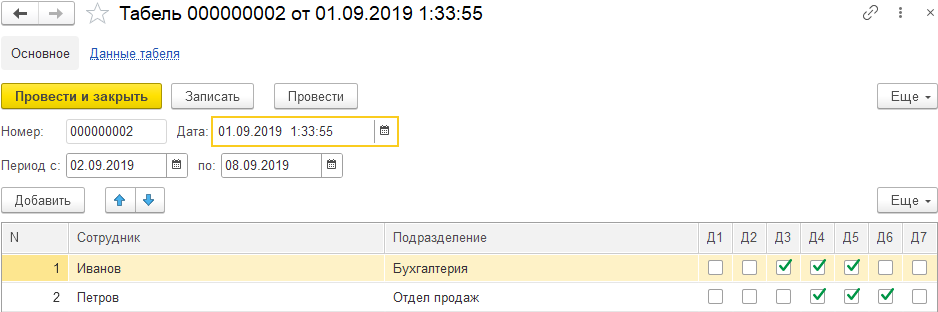 Табель 000000002 от 01.09.2019 1:33:55
Основное Данные табеля
Провести и закрыть Записать Провести Еще
Номер: 000000002 Дата: 01.09.2019 1:33:55
Период с: 02.09.2019 по: 08.09.2019
Добавить Еще
N Сотрудник Подразделение Д1 Д2 Д3 Д4 Д5 Д6 Д7
1 Иванов Бухгалтерия
2 Петров Отдел продаж